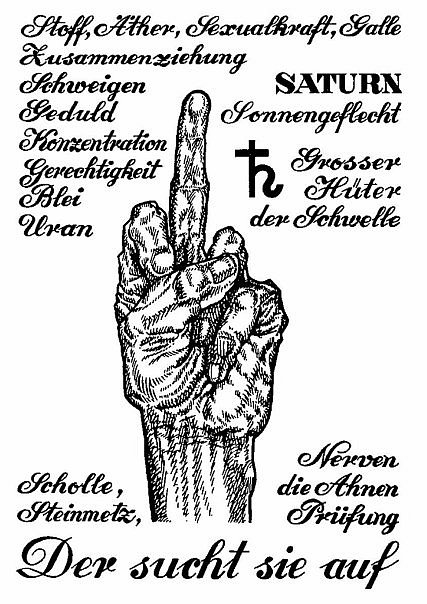 Stoff, Äther, Sexualkraft, Galle
Zusammenziehung
Schweigen
Geduld
Konzentration
Gerechtigkeit
Blei
Uran
SATURN
Sonnengeflecht
♄
Grosser
Hüter
der Schwelle
Scholle,
Steinmetz,
Nerven
die Ahnen
Prüfung
Der sucht sie auf